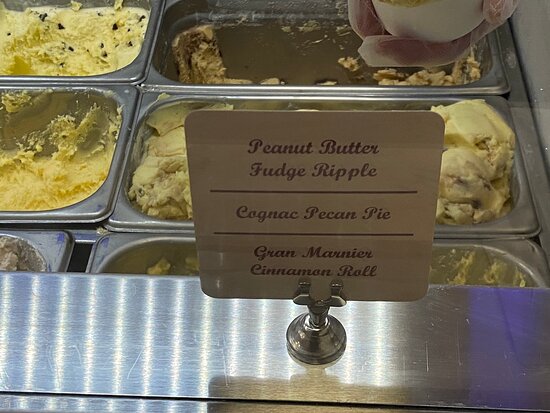 Peanut Butter
Fudge Ripple
Cognac Pecan Pie
Gran Marnier
Cinnamon Roll